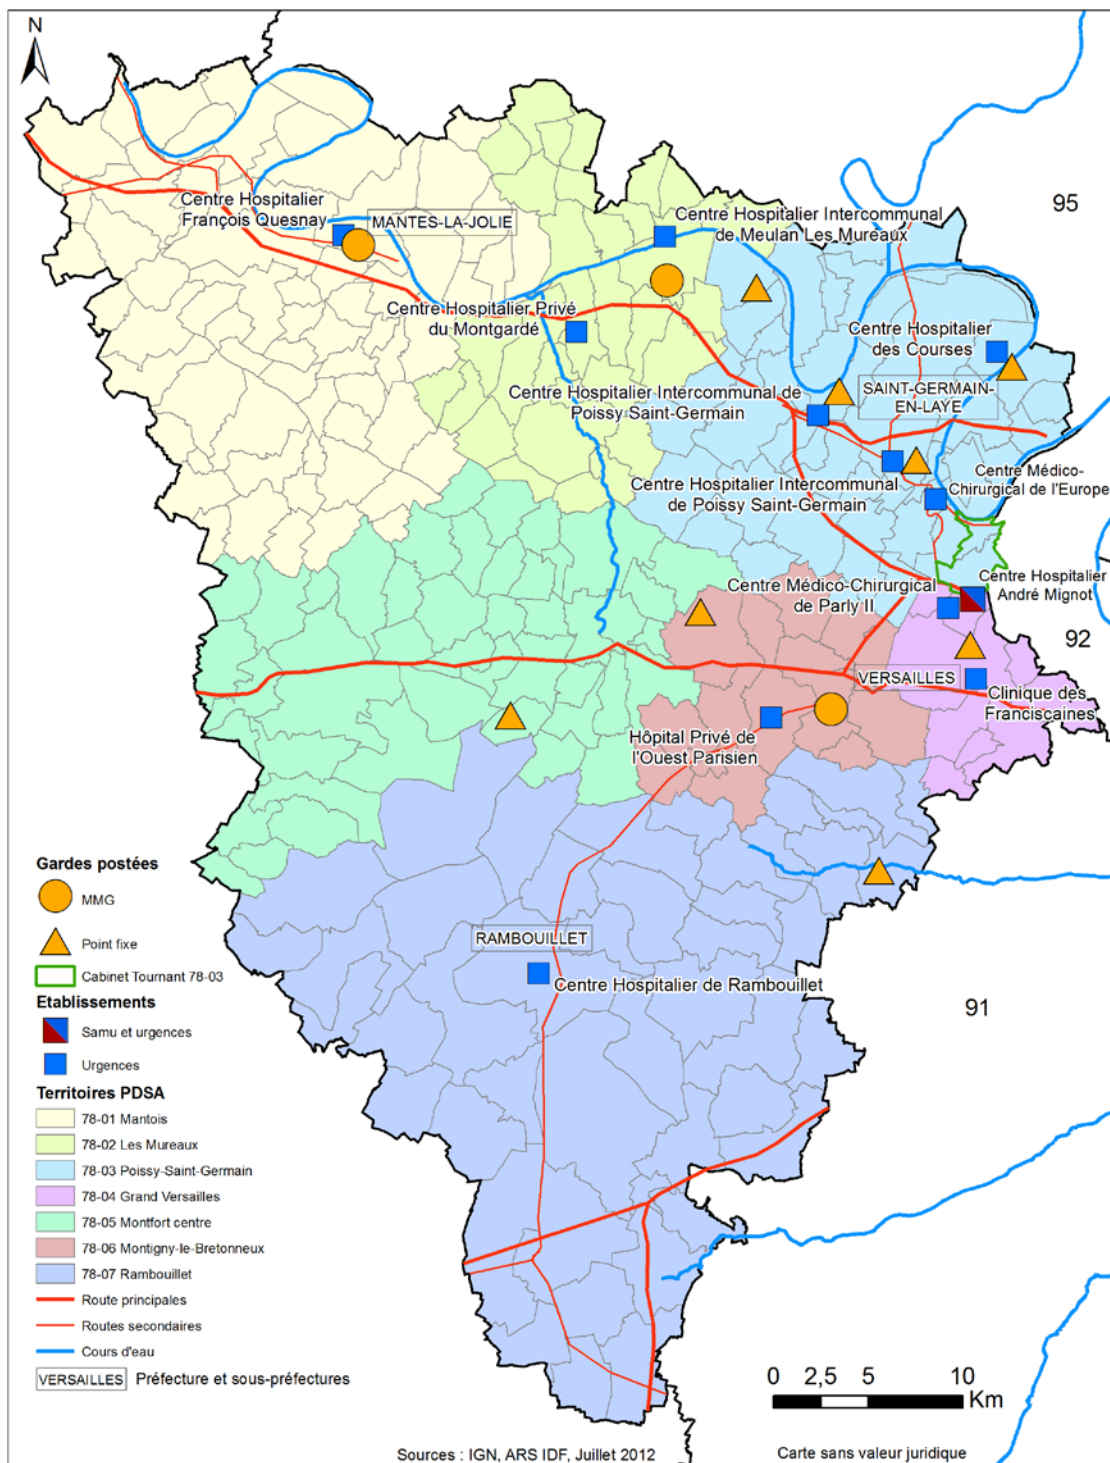 N
95
Centre Hospitalier
François Quesnay
MANTES-LA-JOLIE
Centre Hospitalier Intercommunal
de Meulan Les Mureaux
Centre Hospitalier Privé
du Montgardé
Centre Hospitalier
des Courses
Centre Hospitalier Intercommunal de
Poissy Saint-Germain
SAINT-GERMAIN-
EN-LAYE
Centre Hospitalier Intercommunal
de Poissy Saint-Germain
Centre Médico-
Chirurgical de l'Europe
Centre Médico-Chirurgical
de Parly II
Centre Hospitalier
André Mignot
92
VERSAILLES
Clinique des
Franciscaines
Hôpital Privé de
l'Ouest Parisien
RAMBOUILLET
Centre Hospitalier de Rambouillet
91
Gardes postées
MMG
Point fixe
Cabinet Tournant 78-03
Etablissements
Samu et urgences
Urgences
Territoires PDSA
78-01 Mantois
78-02 Les Mureaux
78-03 Poissy-Saint-Germain
78-04 Grand Versailles
78-05 Montfort centre
78-06 Montigny-le-Bretonneux
78-07 Rambouillet
Route principales
Routes secondaires
Cours d'eau
VERSAILLES Préfecture et sous-préfectures
0 2,5 5 10
Km
Sources : IGN, ARS IDF, Juillet 2012
Carte sans valeur juridique